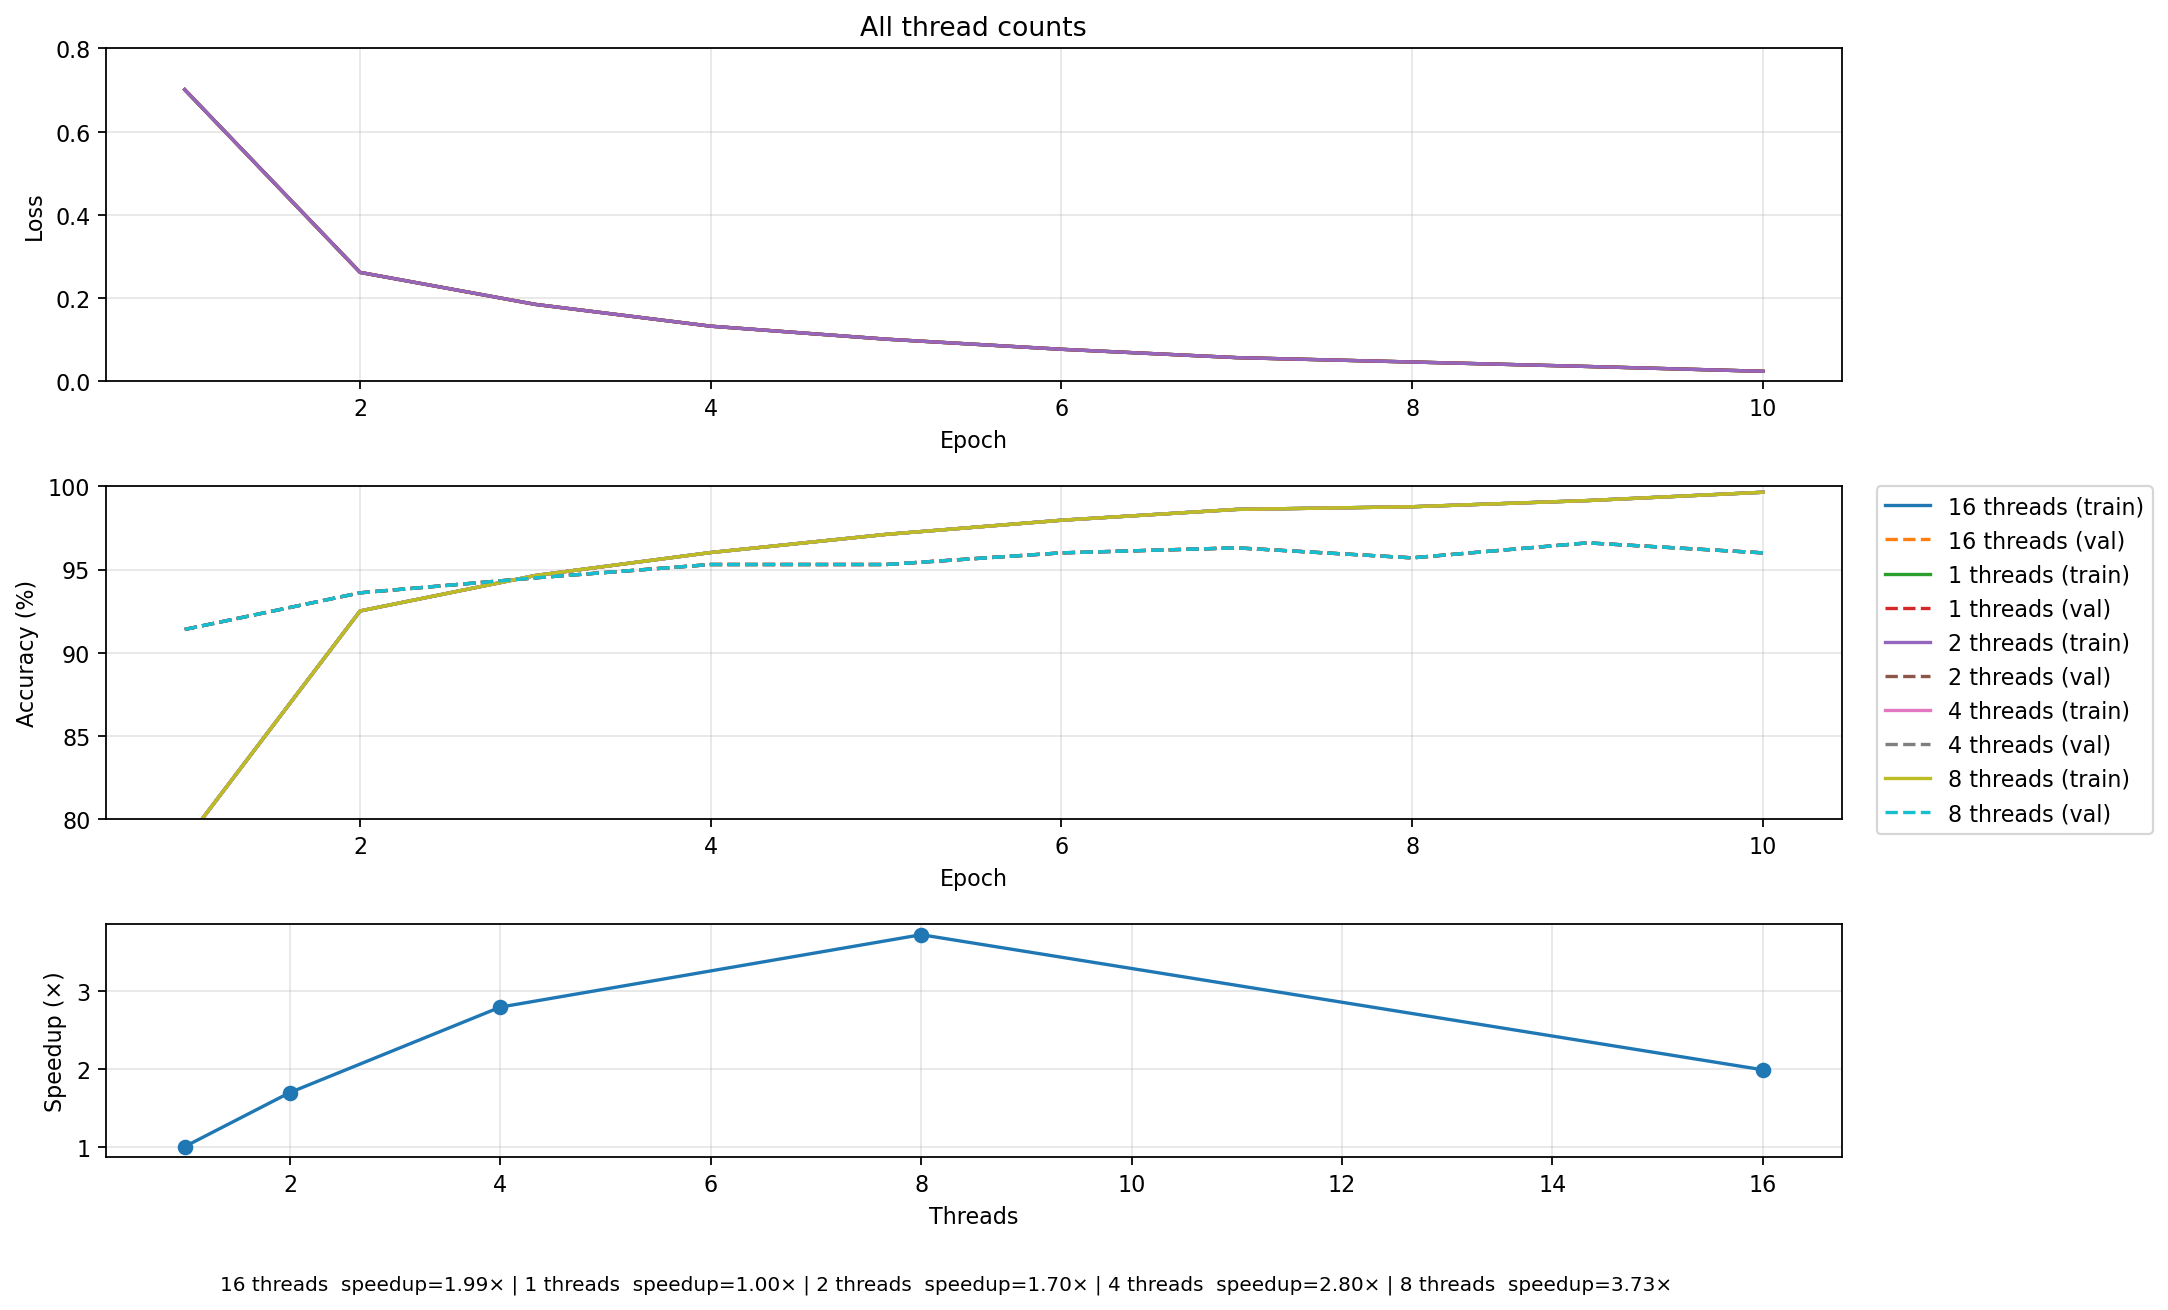 All thread counts
0.8
0.6
0.4
0.2
0.0
Loss
2 4 6 8 10
Epoch
100
95
90
85
80
Accuracy (%)
2 4 6 8 10
Epoch
16 threads (train)
16 threads (val)
1 threads (train)
1 threads (val)
2 threads (train)
2 threads (val)
4 threads (train)
4 threads (val)
8 threads (train)
8 threads (val)
3
2
1
Speedup (×)
2 4 6 8 10 12 14 16
Threads
16 threads  speedup=1.99× | 1 threads  speedup=1.00× | 2 threads  speedup=1.70× | 4 threads  speedup=2.80× | 8 threads  speedup=3.73×